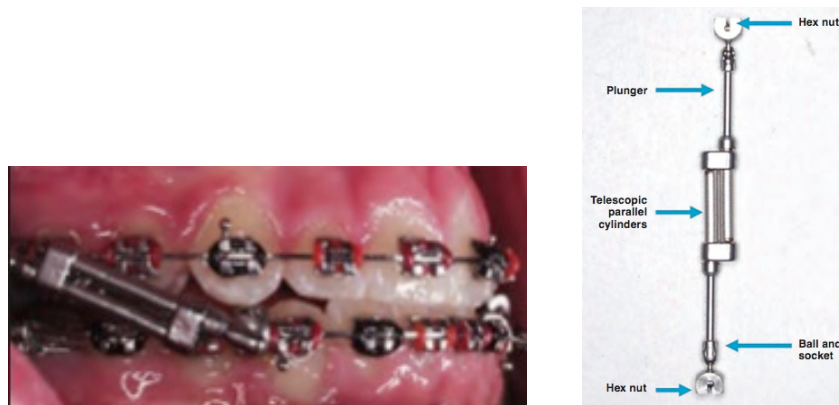 Hex nut
Plunger
Telescopic
parallel
cylinders
Ball and
socket
Hex nut